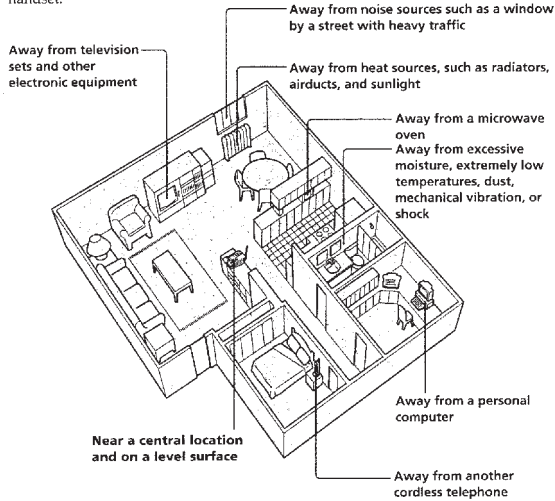 handset.
Away from noise sources such as a window
by a street with heavy traffic
Away from television
sets and other
electronic equipment
Away from heat sources, such as radiators,
airducts, and sunlight
Away from a microwave
oven
Away from excessive
moisture, extremely low
temperatures, dust,
mechanical vibration, or
shock
Away from a personal
computer
Near a central location
and on a level surface
Away from another
cordless telephone